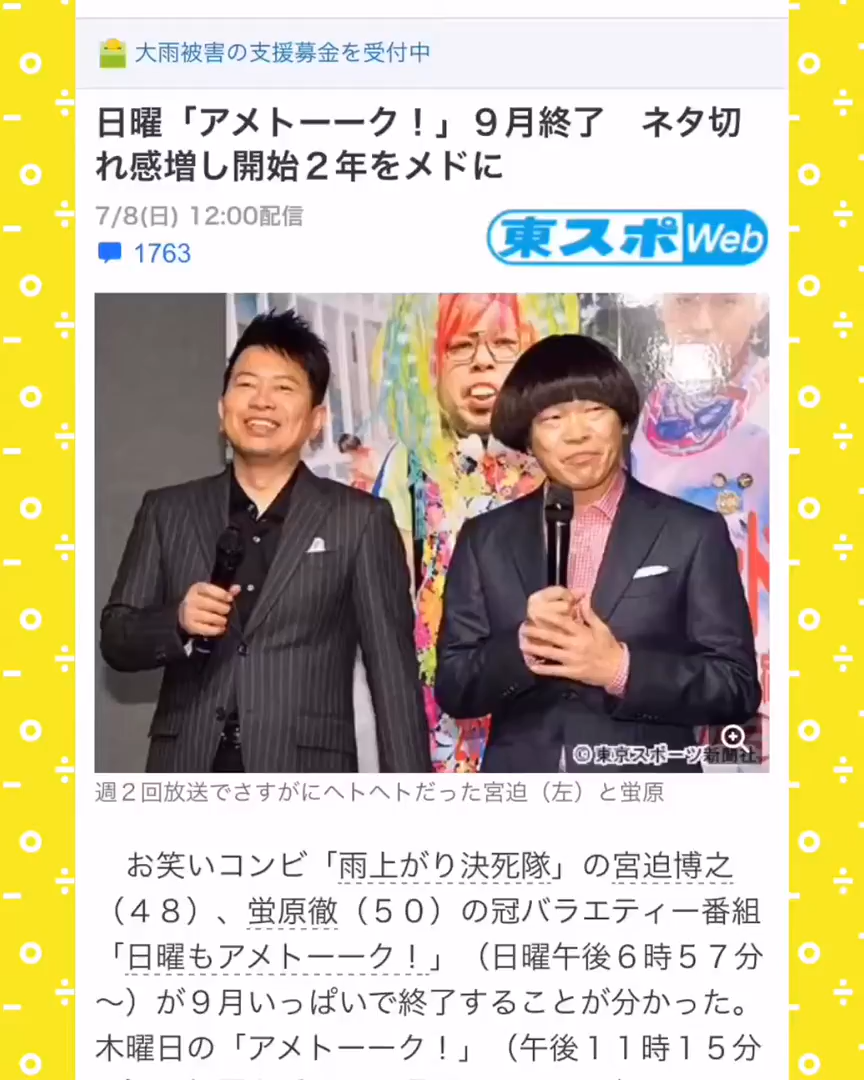 大雨被害の支援募金を受付中
日曜「アメトーーク！」９月終了　ネタ切
れ感増し開始２年をメドに
7/8(日) 12:00配信
1763
東スポWeb
©東京スポーツ新聞社
週２回放送でさすがにヘトヘトだった宮迫（左）と蛍原
お笑いコンビ「雨上がり決死隊」の宮迫博之
（４８）、蛍原徹（５０）の冠バラエティー番組
「日曜もアメトーーク！」（日曜午後６時５７分
～）が９月いっぱいで終了することが分かった。
木曜日の「アメトーーク！」（午後１１時１５分